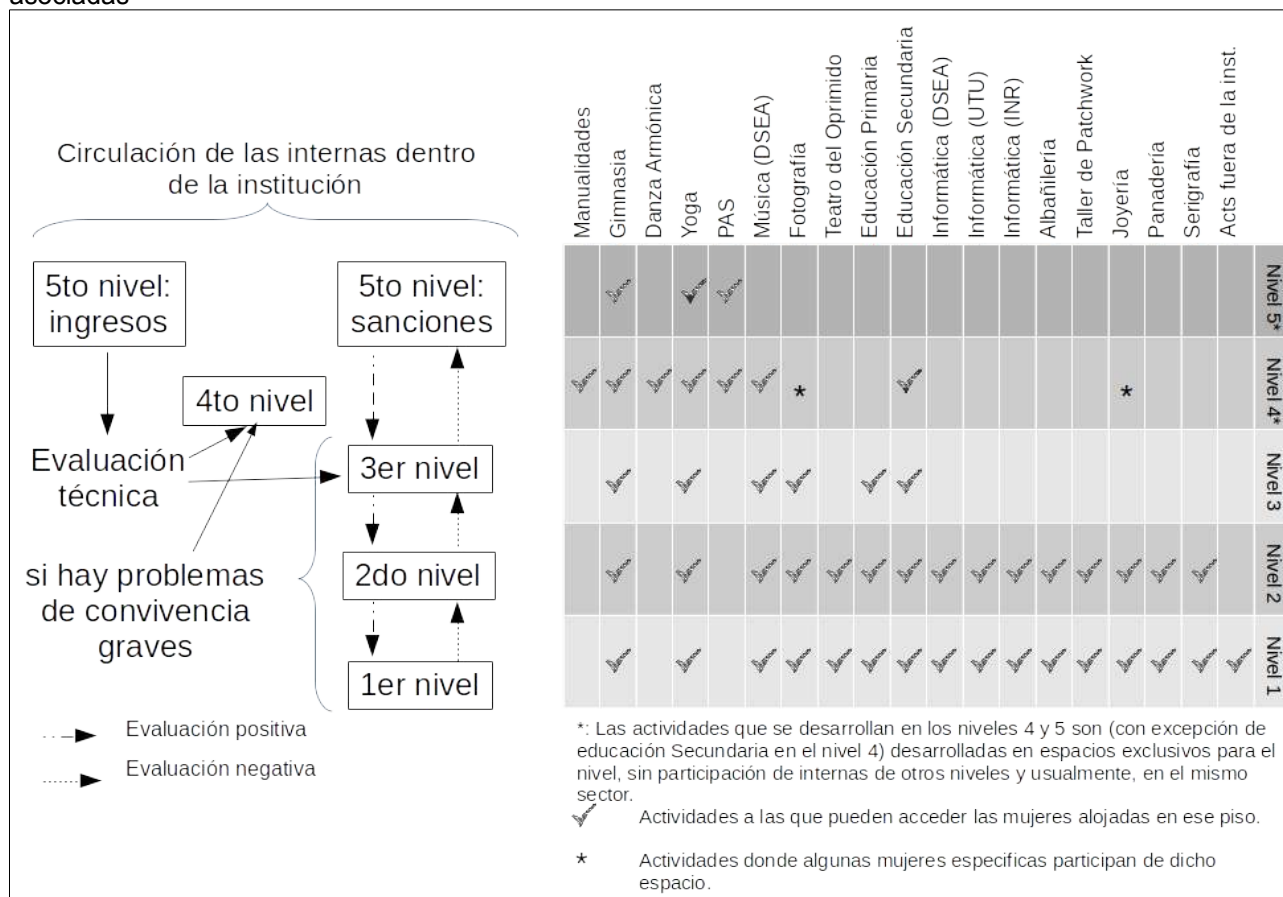 asociadas
Circulación de las internas dentro
de la institución
5to nivel:
ingresos
5to nivel:
sanciones
4to nivel
Evaluación
técnica
3er nivel
si hay problemas
de convivencia
graves
2do nivel
1er nivel
Evaluación positiva
Evaluación negativa
Manualidades
Gimnasia
Danza Armónica
Yoga
PAS
Música (DSEA)
Fotografía
Teatro del Oprimido
Educación Primaria
Educación Secundaria
Informática (DSEA)
Informática (UTU)
Informática (INR)
Albañilería
Taller de Patchwork
Joyería
Panadería
Serigrafía
Acts fuera de la inst.
Nivel 5*
* *
Nivel 4*
Nivel 3
Nivel 2
Nivel 1
*: Las actividades que se desarrollan en los niveles 4 y 5 son (con excepción de
educación Secundaria en el nivel 4) desarrolladas en espacios exclusivos para el
nivel, sin participación de internas de otros niveles y usualmente, en el mismo
sector.
Actividades a las que pueden acceder las mujeres alojadas en ese piso.
* Actividades donde algunas mujeres especificas participan de dicho
espacio.